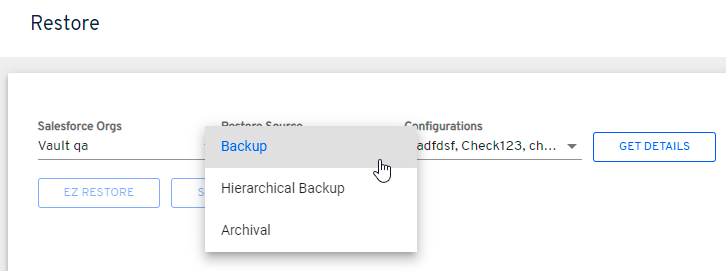 Restore
Salesforce Orgs
Restore Source
Configurations
Vault qa
Backup
adfdsf, Check123, ch...
GET DETAILS
Hierarchical Backup
EZ RESTORE
S
Archival